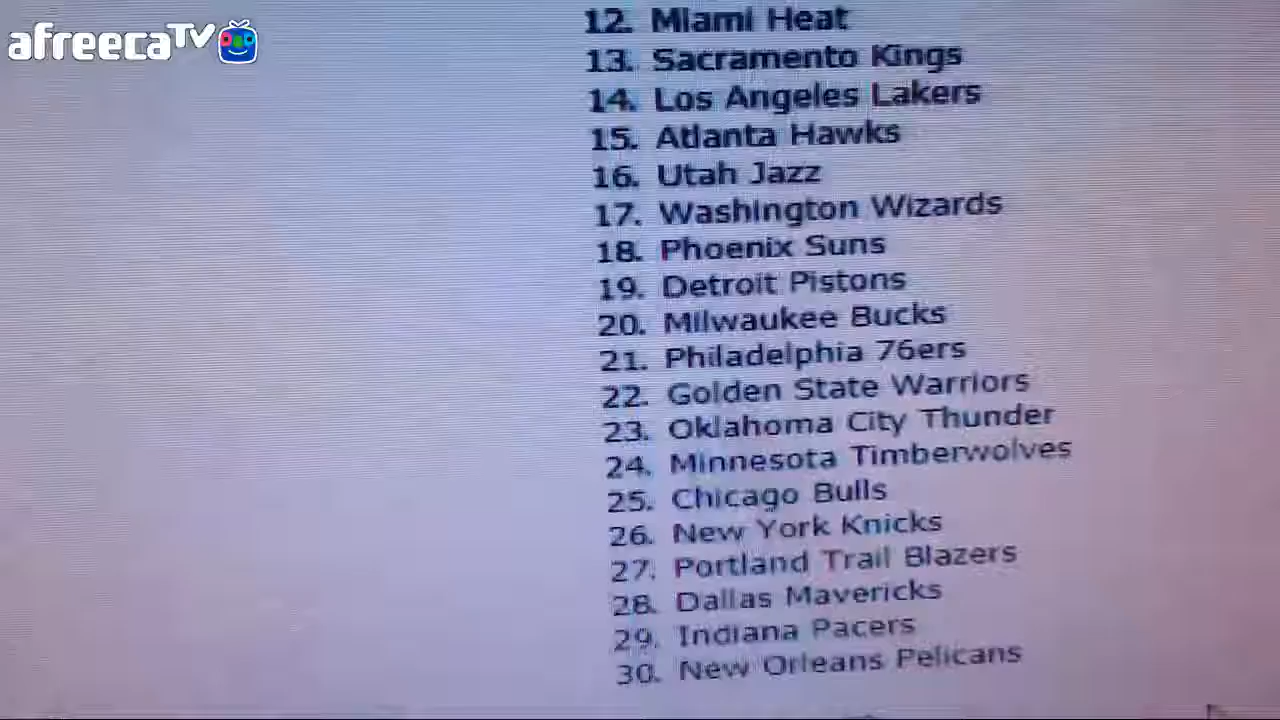 afreecaTV
12. Miami Heat
13. Sacramento Kings
14. Los Angeles Lakers
15. Atlanta Hawks
16. Utah Jazz
17. Washington Wizards
18. Phoenix Suns
19. Detroit Pistons
20. Milwaukee Bucks
21. Philadelphia 76ers
22. Golden State Warriors
23. Oklahoma City Thunder
24. Minnesota Timberwolves
25. Chicago Bulls
26. New York Knicks
27. Portland Trail Blazers
28. Dallas Mavericks
29. Indiana Pacers
30. New Orleans Pelicans